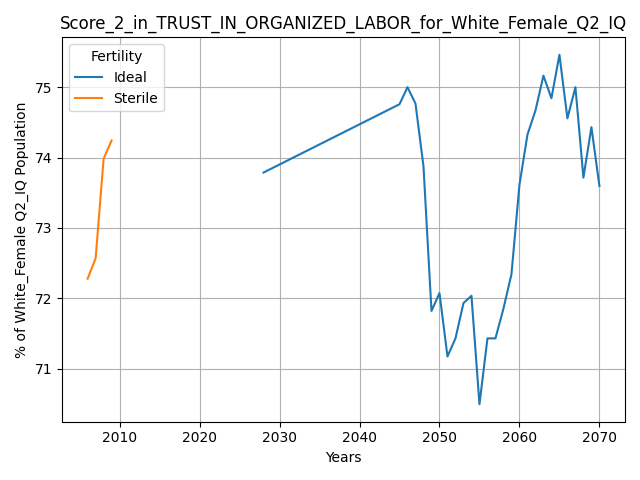 Score_2_in_TRUST_IN_ORGANIZED_LABOR_for_White_Female_Q2_IQ
Fertility
Ideal
Sterile
75
74
73
72
71
% of White_Female Q2_IQ Population
2010 2020 2030 2040 2050 2060 2070
Years